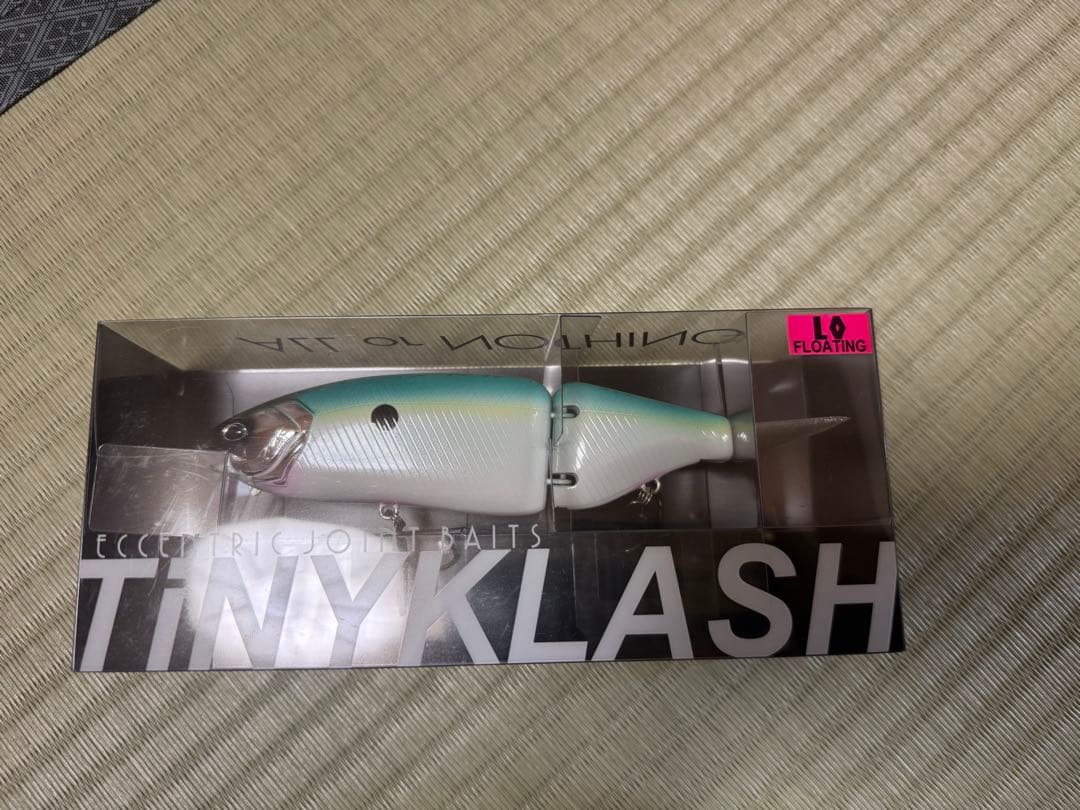 ALL or NOTHING
LO
FLOATING
ECCENTRIC JOINT BAITS
TiNYKLASH